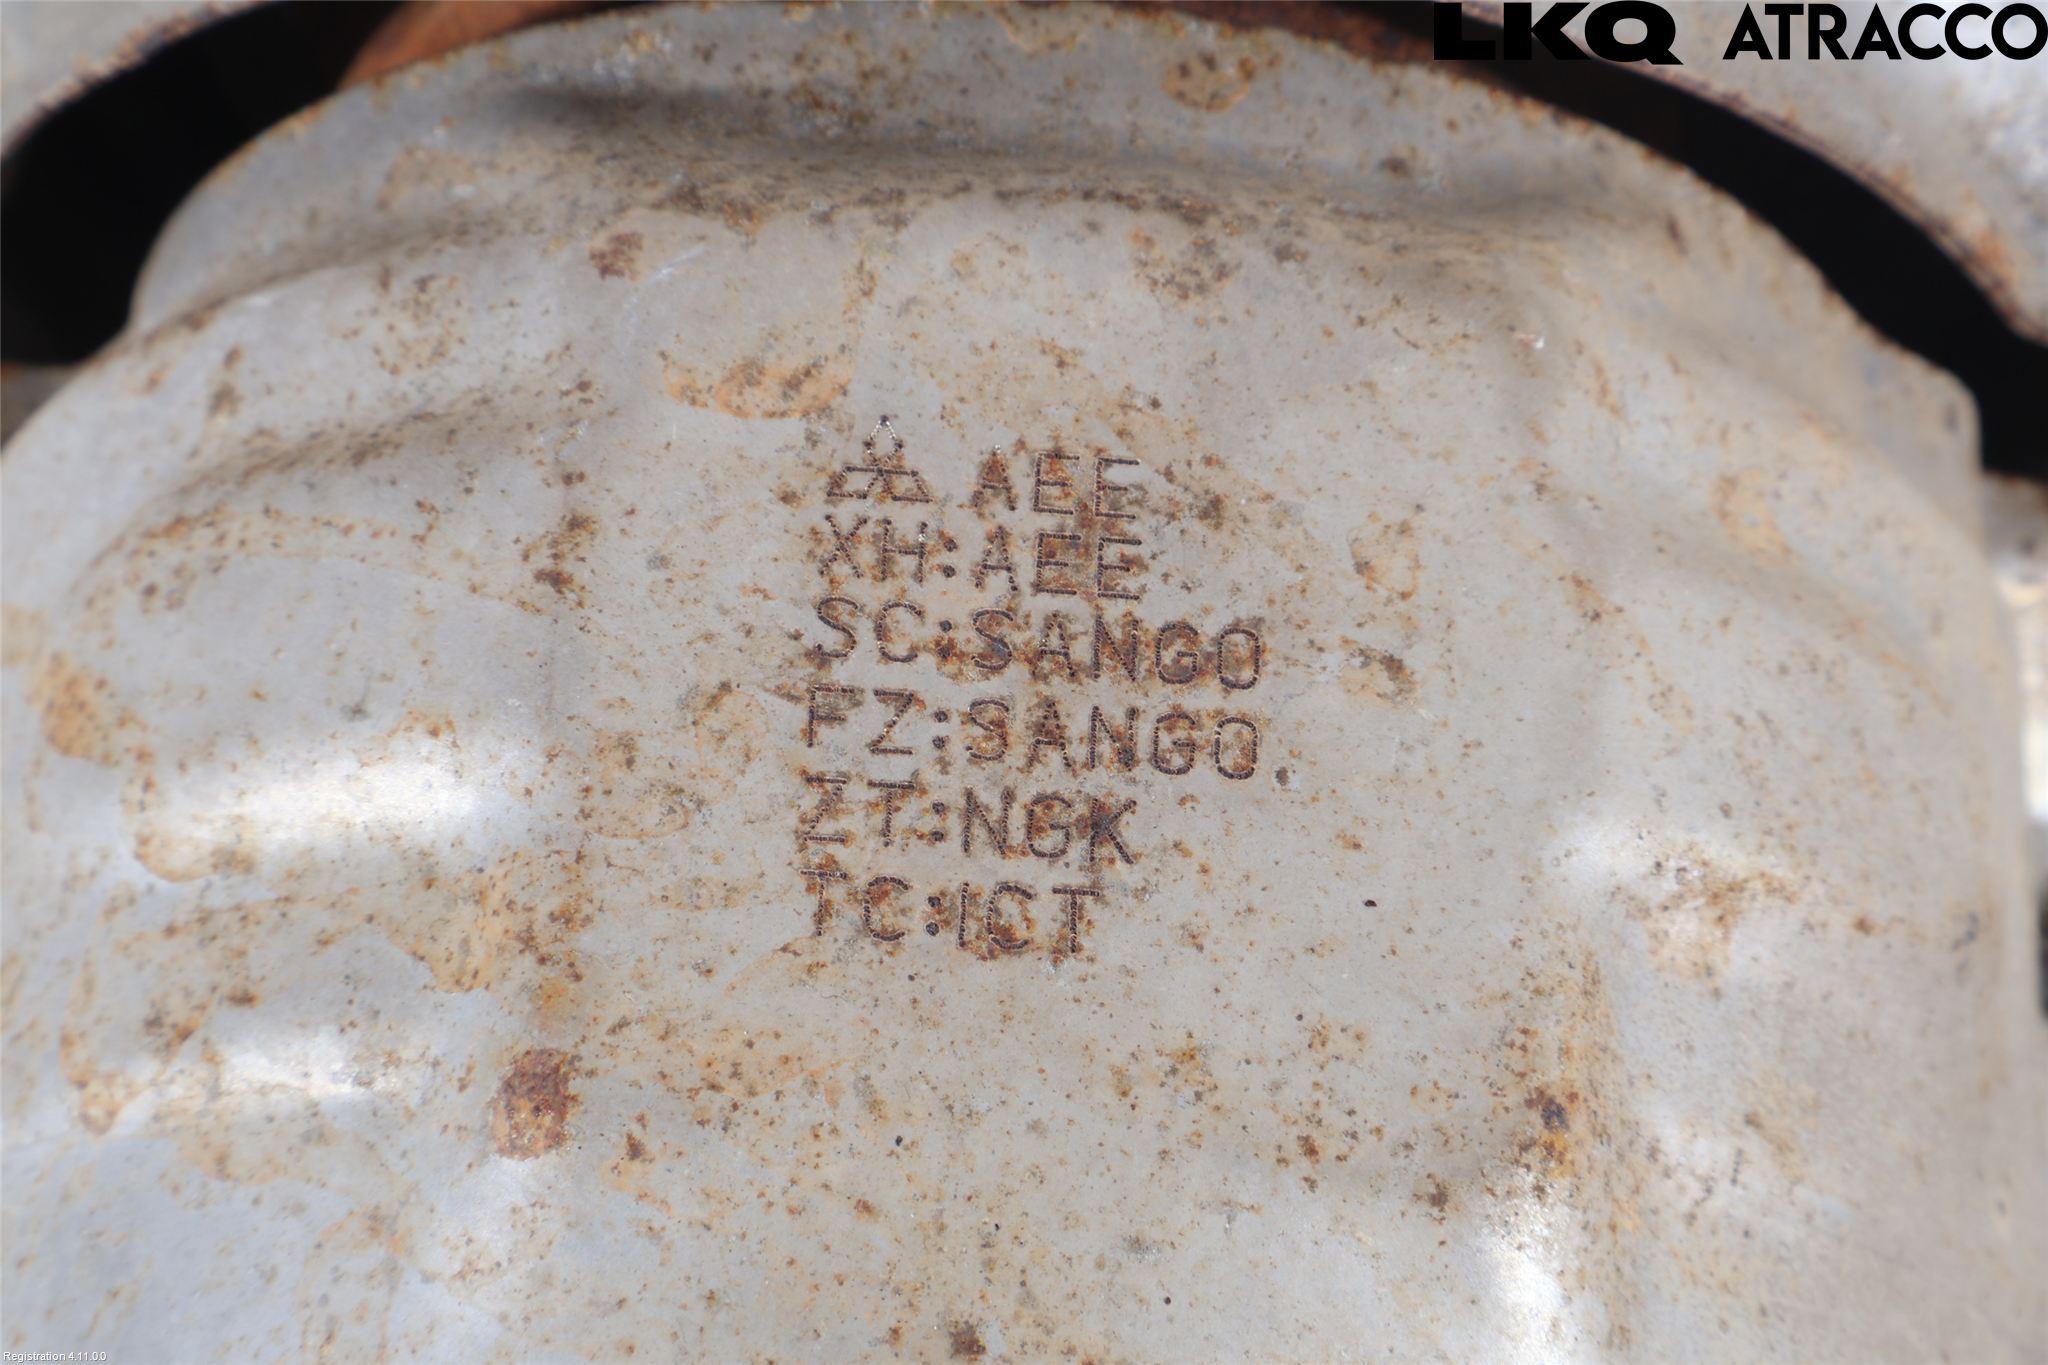 LKQ ATRACCO
AEE
XH:AEE
SC:SANGO
FZ:SANGO
ZT:NGK
TC:ICT
Registration 4.11.0.0